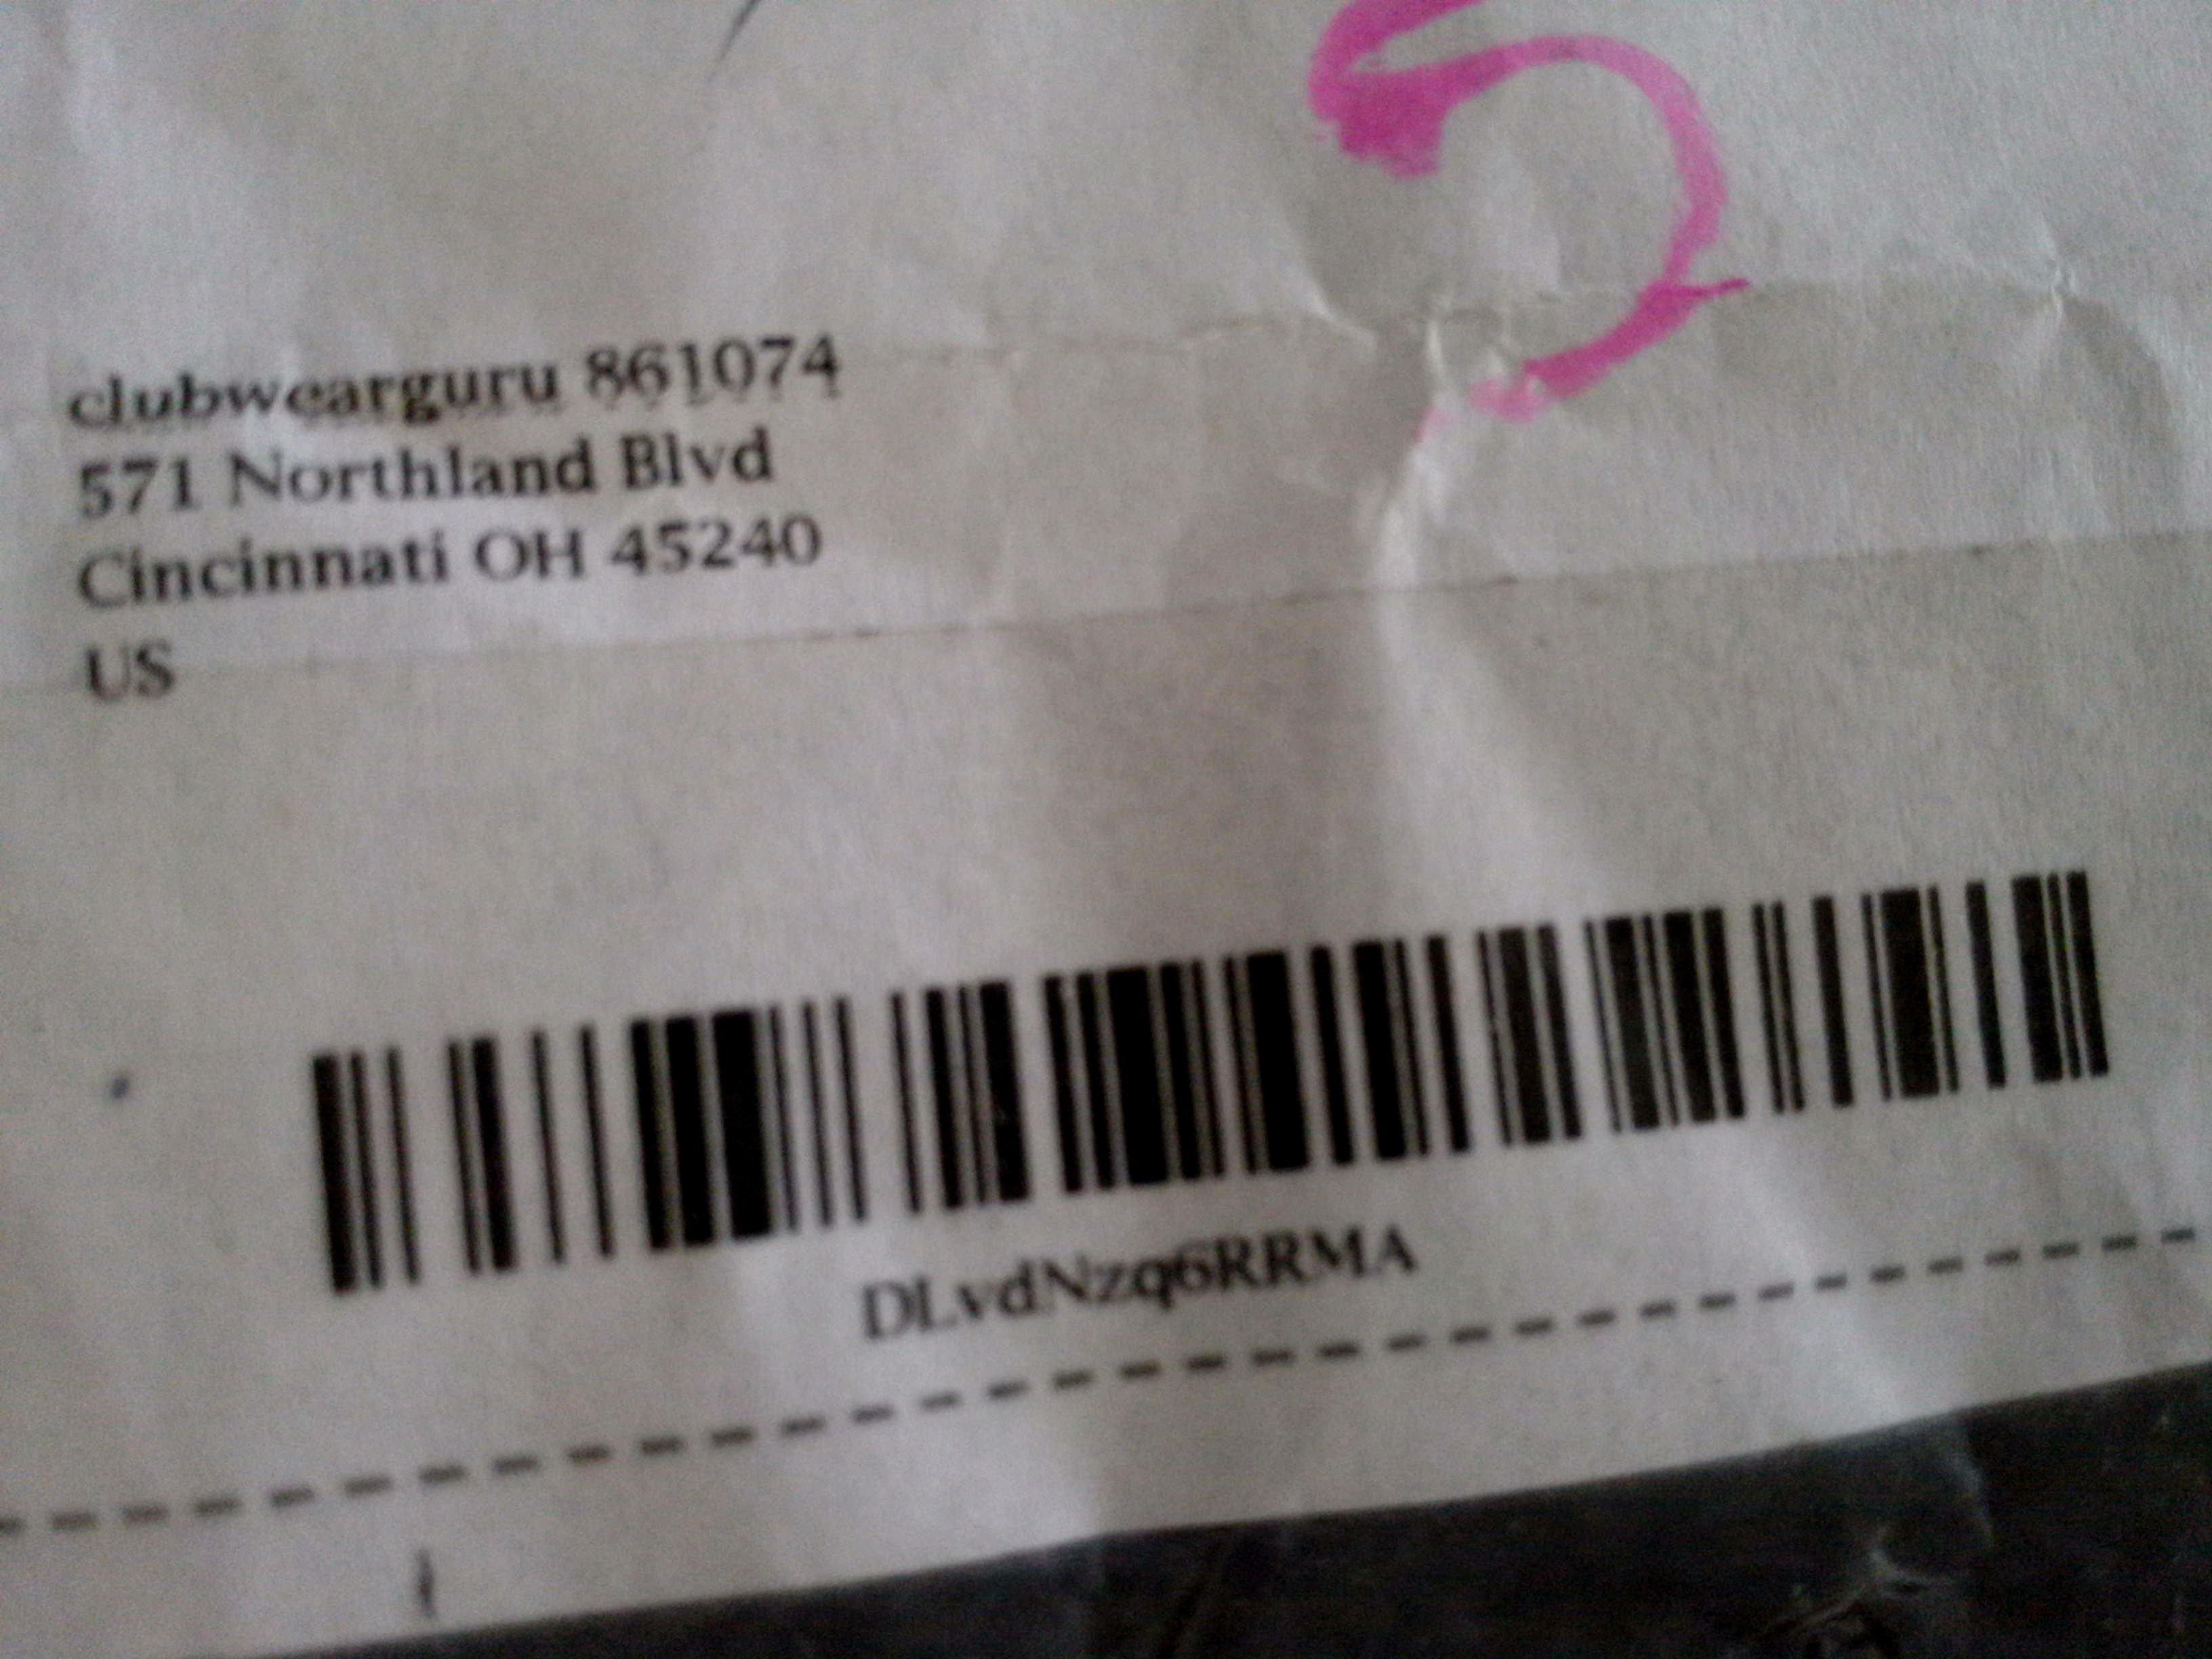 clubwearguru 861074
571 Northland Blvd
Cincinnati OH 45240
US
DLvdNzq6RRMA